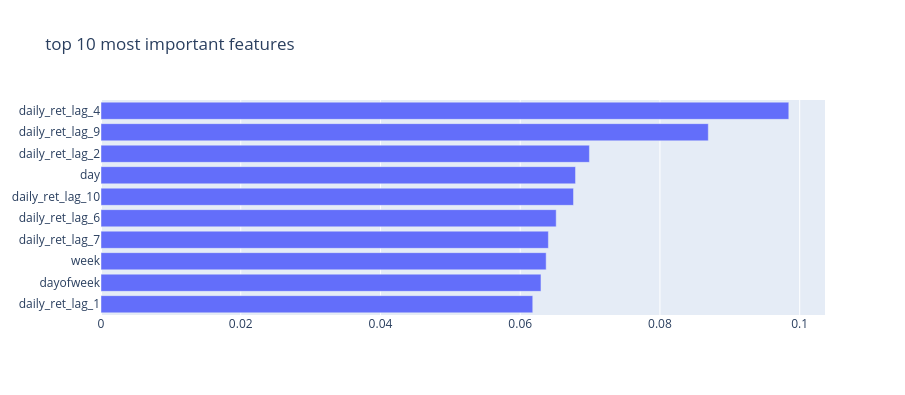 top 10 most important features
daily_ret_lag_4
daily_ret_lag_9
daily_ret_lag_2
day
daily_ret_lag_10
daily_ret_lag_6
daily_ret_lag_7
week
dayofweek
daily_ret_lag_1
0 0.02 0.04 0.06 0.08 0.1